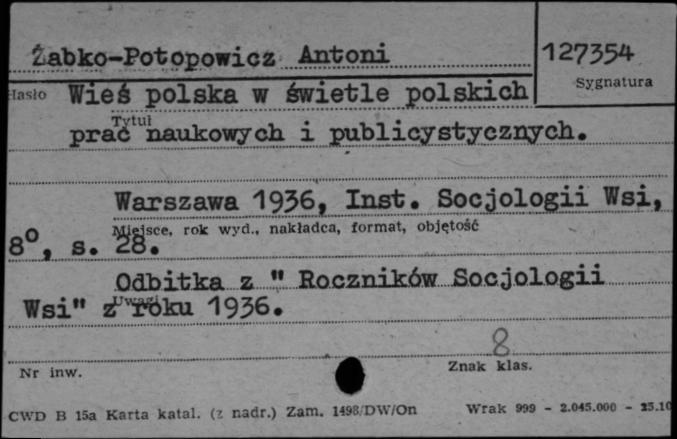 Żabko-Potopowicz Antoni
127354
Sygnatura
Hasło Wieś polska w świetle polskich
Tytuł
prac naukowych i publicystycznych.
Warszawa 1936, Inst. Socjologii Wsi,
Miejsce, rok wyd., nakładca, format, objętość
8°, s. 28.
Odbitka z " Roczników Socjologii
Uwagi
Wsi" z roku 1936.
8
Nr inw.
Znak klas.
CWD B 15a Karta katal. (z nadr.) Zam. 1498/DW/On Wrak 999 - 2.045.000 - 25.10